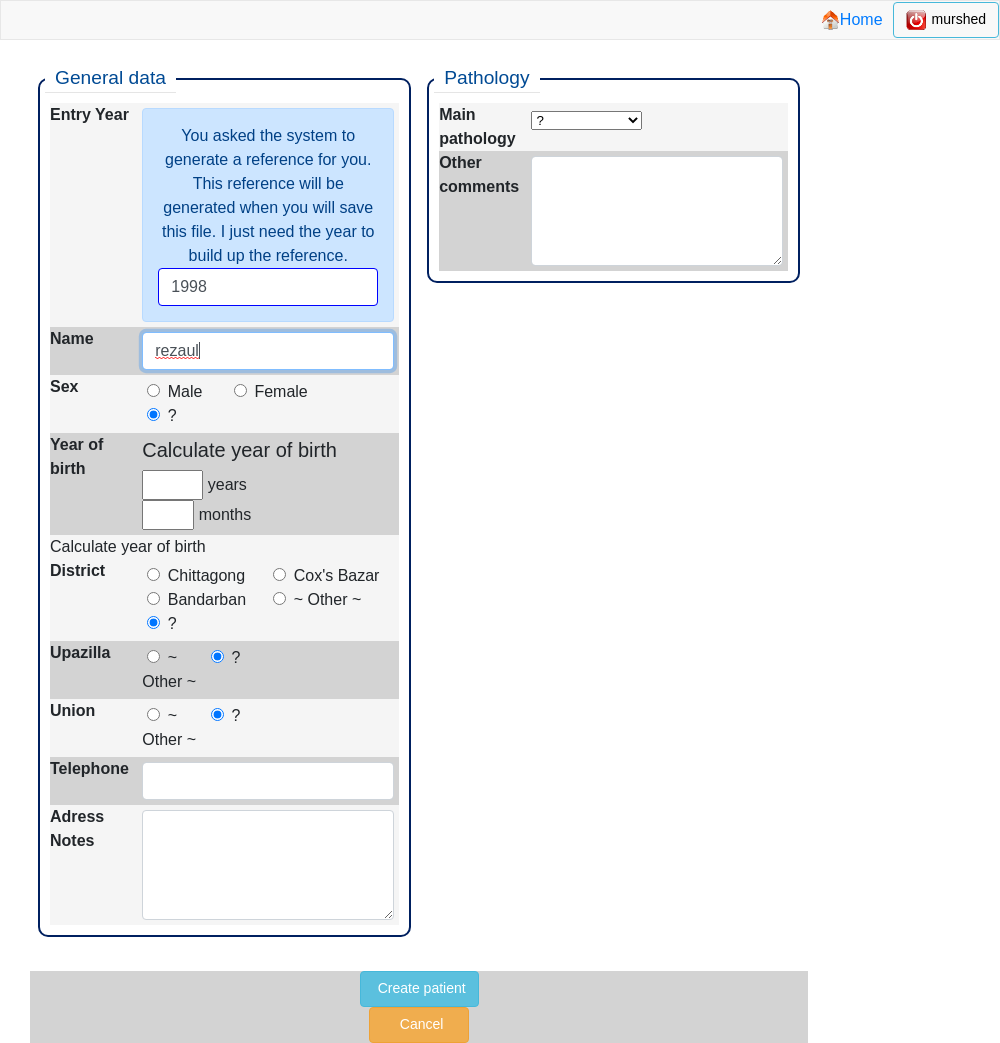 Home murshed
General data
Entry Year
You asked the system to
generate a reference for you.
This reference will be
generated when you will save
this file. I just need the year to
build up the reference.
1998
Name
rezaul
Sex
Male Female
?
Year of
birth
Calculate year of birth
years
months
Calculate year of birth
District
Chittagong Cox's Bazar
Bandarban ~ Other ~
?
Upazilla
~ ?
Other ~
Union
~ ?
Other ~
Telephone
Adress
Notes
Pathology
Main
pathology
?
Other
comments
Create patient
Cancel